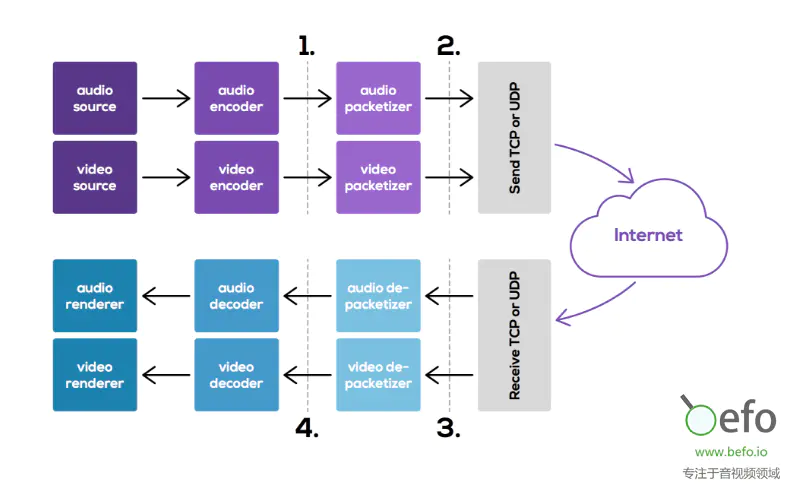 1.
2.
audio
source
audio
encoder
audio
packetizer
Send TCP or UDP
video
source
video
encoder
video
packetizer
Internet
audio
renderer
audio
decoder
audio de-
packetizer
Receive TCP or UDP
video
renderer
video
decoder
video de-
packetizer
4.
3.
befo
www.befo.io
专注于音视频领域